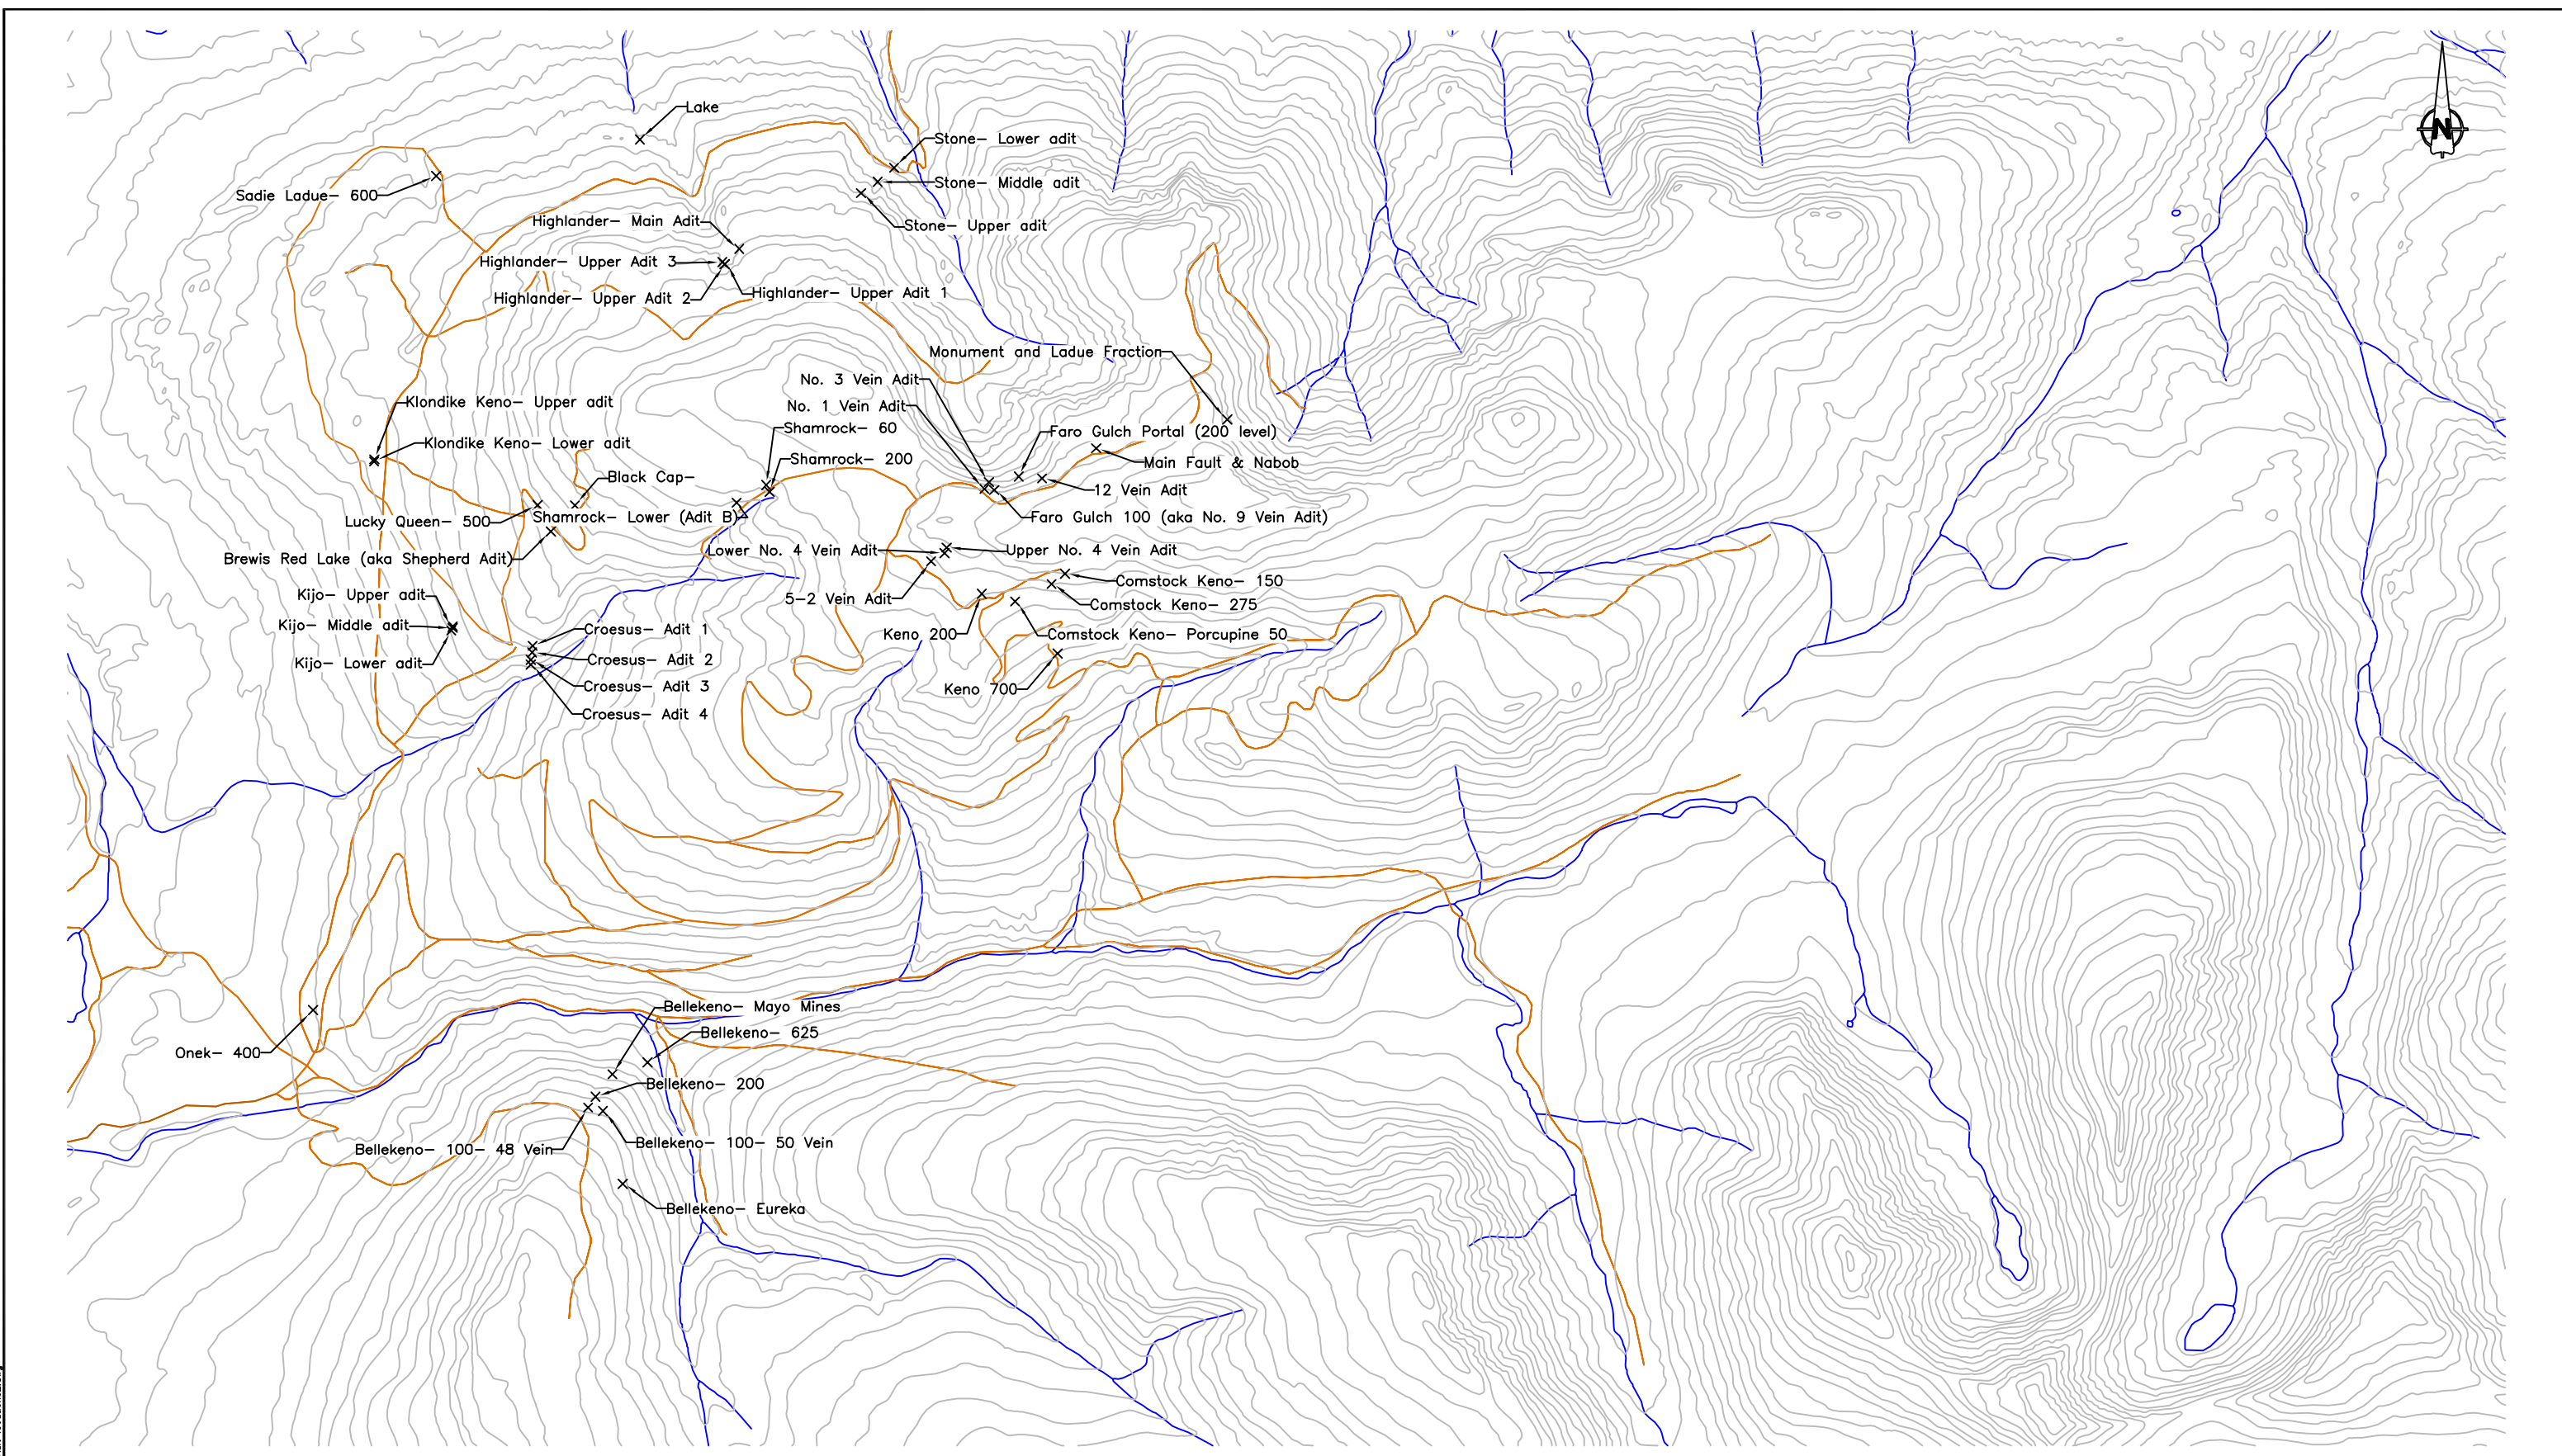 Lake
N
Stone- Lower adit
Stone- Middle adit
Sadie Ladue- 600
Highlander- Main Adit
Stone- Upper adit
Highlander- Upper Adit 3
Highlander- Upper Adit 2
Highlander- Upper Adit 1
Monument and Ladue Fraction
No. 3 Vein Adit
Klondike Keno- Upper adit
No. 1 Vein Adit
Shamrock- 60
Faro Gulch Portal (200 level)
Klondike Keno- Lower adit
Shamrock- 200
Main Fault & Nabob
Black Cap-
12 Vein Adit
Lucky Queen- 500
Shamrock- Lower (Adit B)
Faro Gulch 100 (aka No. 9 Vein Adit)
Brewis Red Lake (aka Shepherd Adit)
Lower No. 4 Vein Adit
Upper No. 4 Vein Adit
Comstock Keno- 150
Kijo- Upper adit
5-2 Vein Adit
Comstock Keno- 275
Kijo- Middle adit
Croesus- Adit 1
Keno 200
Comstock Keno- Porcupine 50
Kijo- Lower adit
Croesus- Adit 2
Croesus- Adit 3
Keno 700
Croesus- Adit 4
Bellekeno- Mayo Mines
Bellekeno- 625
Onek- 400
Bellekeno- 200
Bellekeno- 100- 48 Vein
Bellekeno- 100- 50 Vein
Bellekeno- Eureka